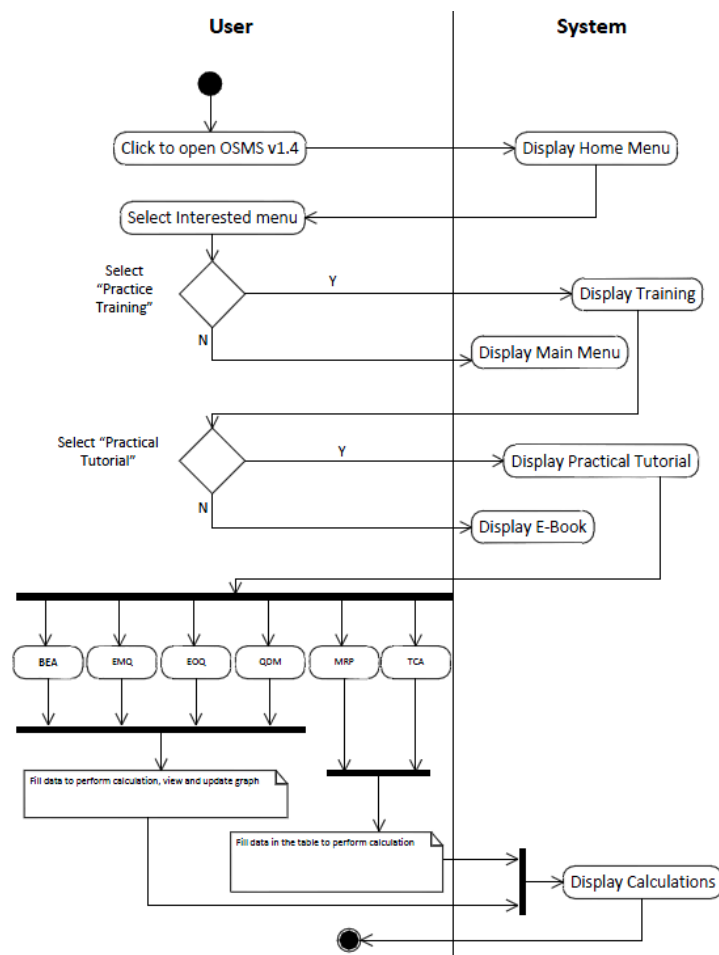 User
System
Click to open OSMS v1.4
Display Home Menu
Select Interested menu
Select
“Practice
Training”
Y
Display Training
N
Display Main Menu
Select “Practical
Tutorial”
Y
Display Practical Tutorial
N
Display E-Book
BEA
EMQ
EOQ
QDM
MRP
TCA
Fill data to perform calculation, view and update graph
Fill data in the table to perform calculation
Display Calculations